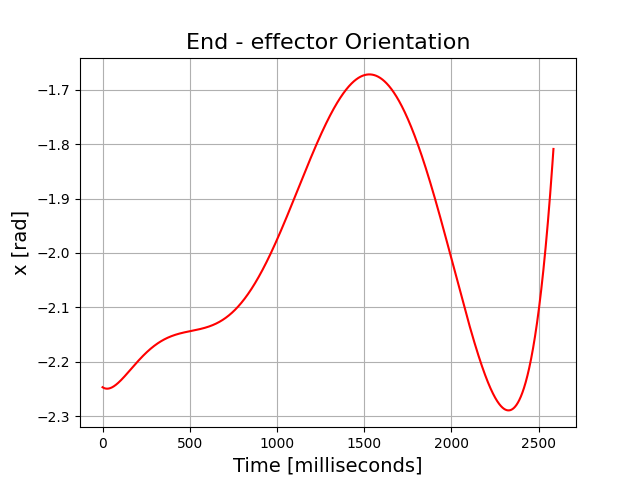 End - effector Orientation
−1.7
−1.8
−1.9
−2.0
−2.1
−2.2
−2.3
x [rad]
0 500 1000 1500 2000 2500
Time [milliseconds]